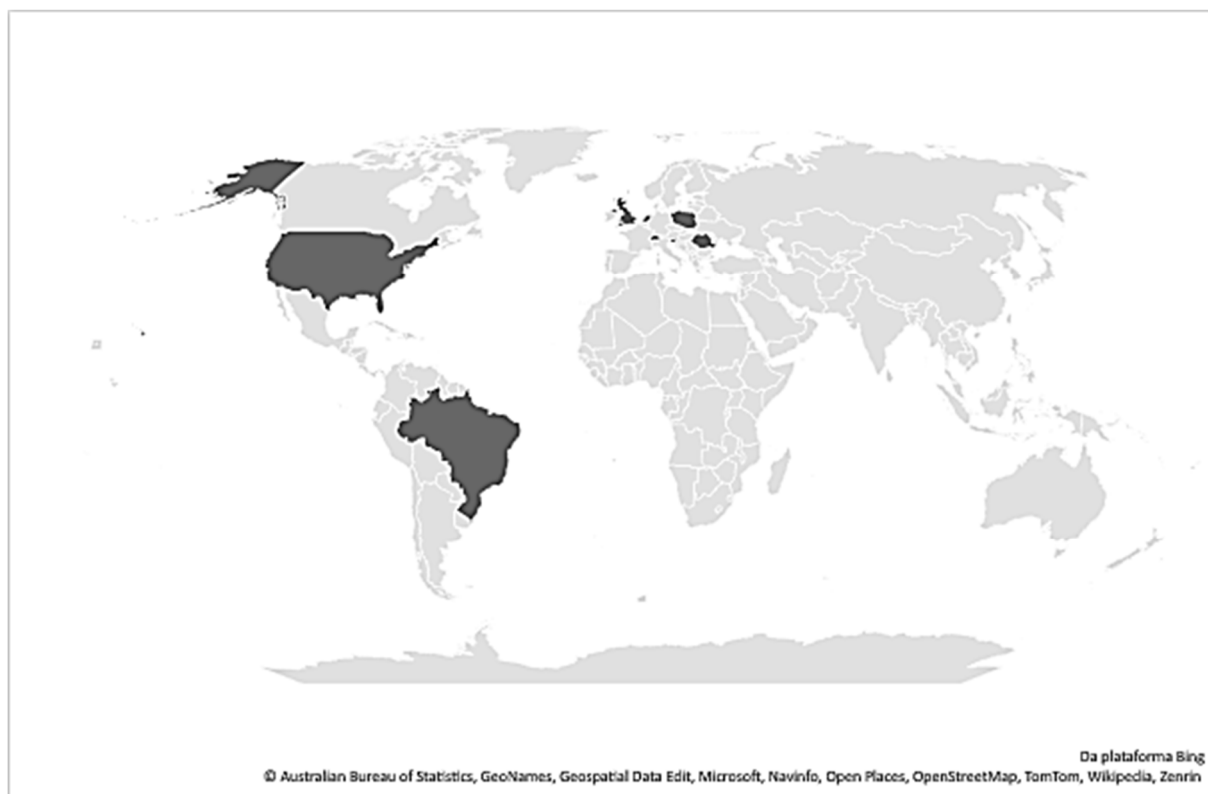 Da plataforma Bing
© Australian Bureau of Statistics, GeoNames, Geospatial Data Edit, Microsoft, Navinfo, Open Places, OpenStreetMap, TomTom, Wikipedia, Zenrin